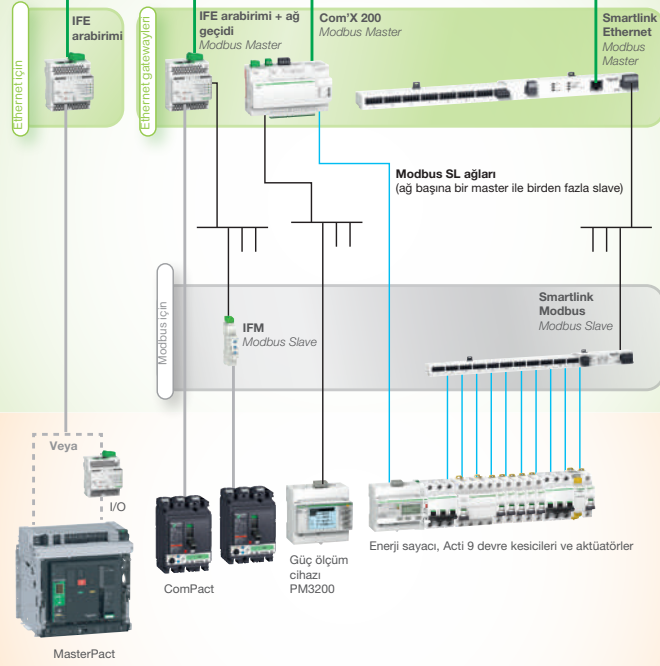 Ethernet için
IFE
arabirimi
Ethernet gatewayleri
IFE arabirimi + ağ
geçidi
Modbus Master
Com'X 200
Modbus Master
Smartlink
Ethernet
Modbus
Master
Modbus SL ağları
(ağ başına bir master ile birden fazla slave)
Modbus için
IFM
Modbus Slave
Smartlink
Modbus
Modbus Slave
Veya
I/O
MasterPact
ComPact
Güç ölçüm
cihazı
PM3200
Enerji sayacı, Acti 9 devre kesicileri ve aktüatörler